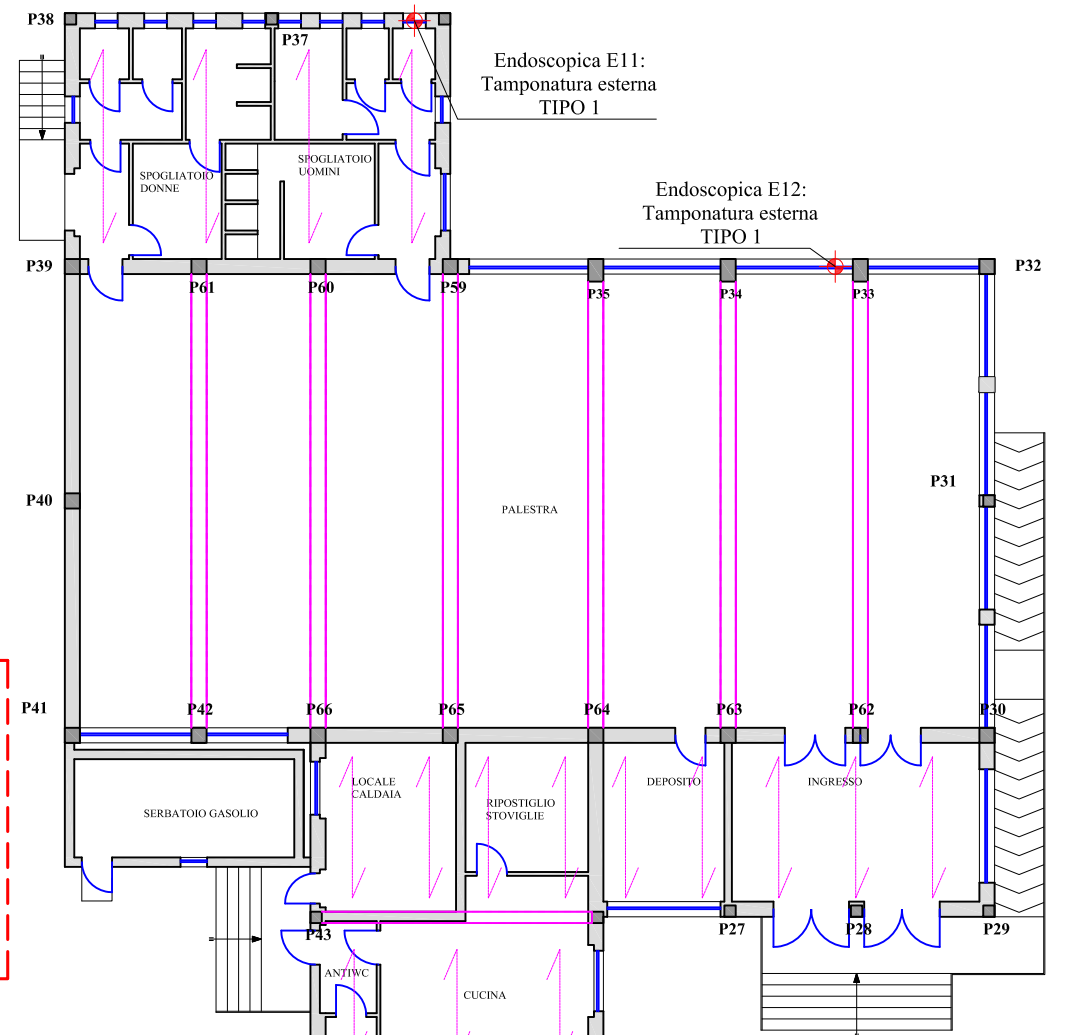 P38
P37
Endoscopica E11:
Tamponatura esterna
TIPO 1
SPOGLIATOIO
DONNE
SPOGLIATOIO
UOMINI
Endoscopica E12:
Tamponatura esterna
TIPO 1
P39
P61
P60
P59
P35
P34
P33
P32
P40
PALESTRA
P31
P41
P42
P66
P65
P64
P63
P62
P30
SERBATOIO GASOLIO
LOCALE
CALDAIA
RIPOSTIGLIO
STOVIGLIE
DEPOSITO
INGRESSO
P43
P27
P28
P29
ANTIWC
CUCINA